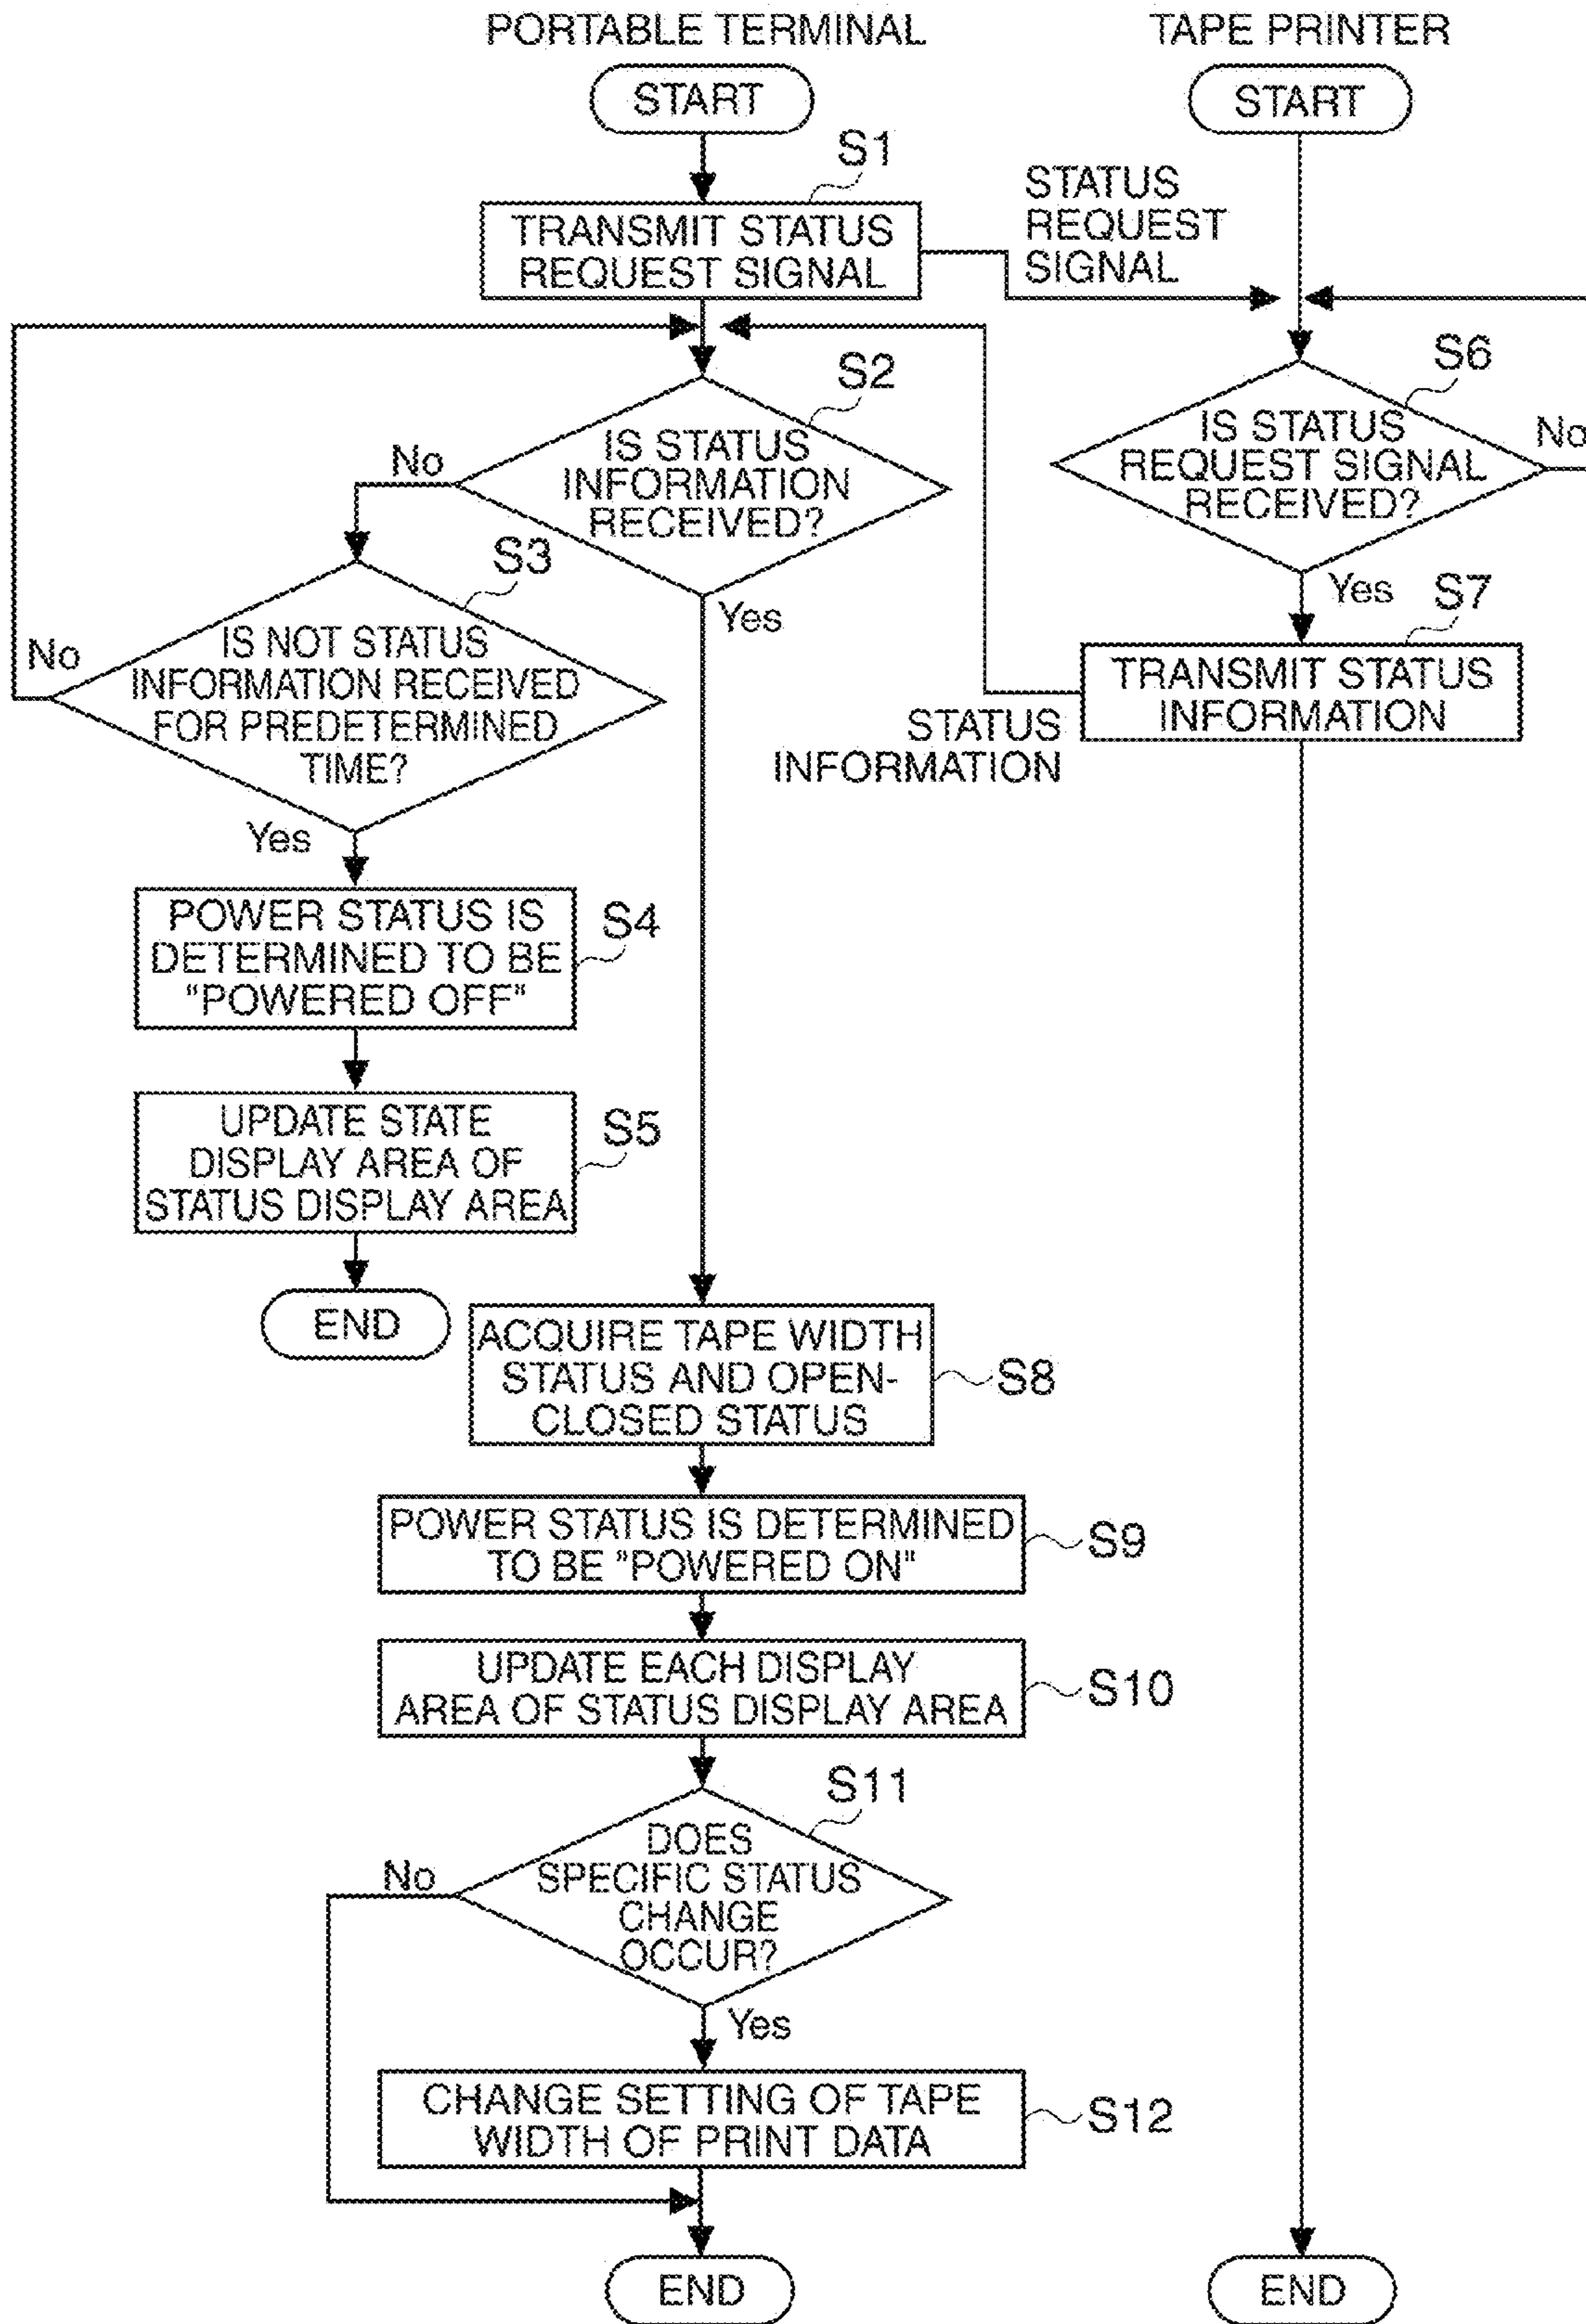 PORTABLE TERMINAL
TAPE PRINTER
START
START
S1
TRANSMIT STATUS
REQUEST SIGNAL
STATUS
REQUEST
SIGNAL
S2
IS STATUS
INFORMATION
RECEIVED?
No
Yes
S6
IS STATUS
REQUEST SIGNAL
RECEIVED?
No
Yes
S3
IS NOT STATUS
INFORMATION RECEIVED
FOR PREDETERMINED
TIME?
No
Yes
S7
TRANSMIT STATUS
INFORMATION
STATUS
INFORMATION
POWER STATUS IS
DETERMINED TO BE
"POWERED OFF"
S4
UPDATE STATE
DISPLAY AREA OF
STATUS DISPLAY AREA
S5
END
ACQUIRE TAPE WIDTH
STATUS AND OPEN-
CLOSED STATUS
S8
POWER STATUS IS DETERMINED
TO BE "POWERED ON"
S9
UPDATE EACH DISPLAY
AREA OF STATUS DISPLAY AREA
S10
S11
DOES
SPECIFIC STATUS
CHANGE
OCCUR?
No
Yes
CHANGE SETTING OF TAPE
WIDTH OF PRINT DATA
S12
END
END